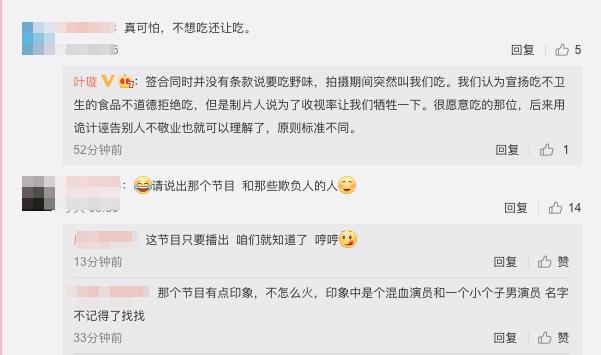 真可怕，不想吃还让吃。
6
回复 5
叶璇：签合同时并没有条款说要吃野味，拍摄期间突然叫我们吃。我们认为宣扬吃不卫
生的食品不道德拒绝吃，但是制片人说为了收视率让我们牺牲一下。很愿意吃的那位，后来用
诡计诬告别人不敬业也就可以理解了，原则标准不同。
52分钟前 回复 1
：😂请说出那个节目 和那些欺负人的人😊
回复 14
这节目只要播出 咱们就知道了 哼哼😋
13分钟前 回复 赞
那个节目有点印象，不怎么火，印象中是个混血演员和一个小个子男演员 名字
不记得了找找
33分钟前 回复 赞